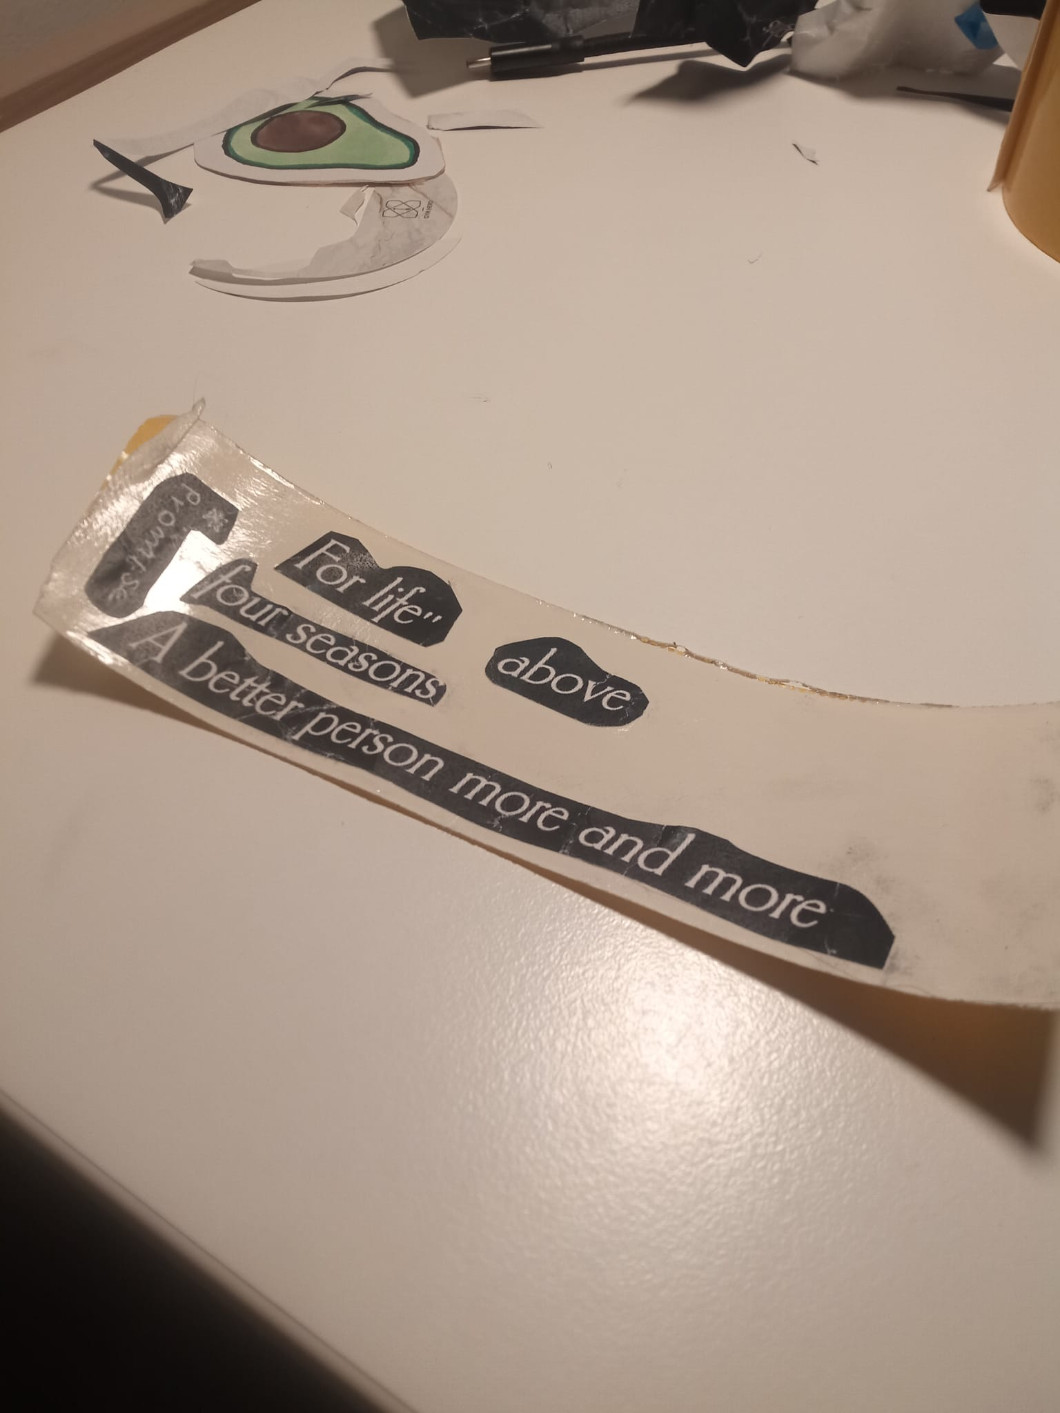 promise
For life"
four seasons
above
A better person more and more